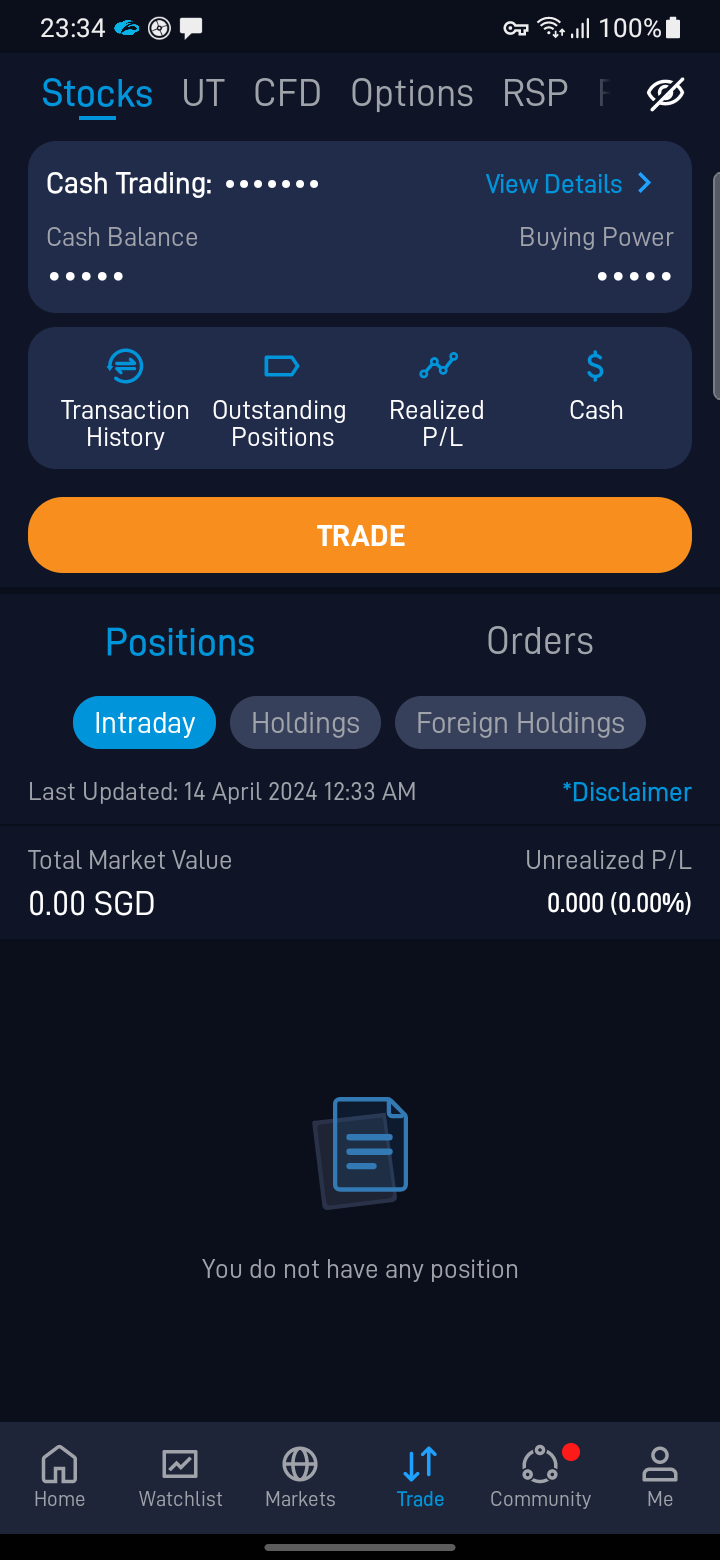 23:34 100%
Stocks UT CFD Options RSP
Cash Trading: ••••••• View Details
Cash Balance Buying Power
••••• •••••
Transaction History Outstanding Positions Realized P/L Cash
TRADE
Positions Orders
Intraday Holdings Foreign Holdings
Last Updated: 14 April 2024 12:33 AM *Disclaimer
Total Market Value Unrealized P/L
0.00 SGD 0.000 (0.00%)
You do not have any position
Home Watchlist Markets Trade Community Me